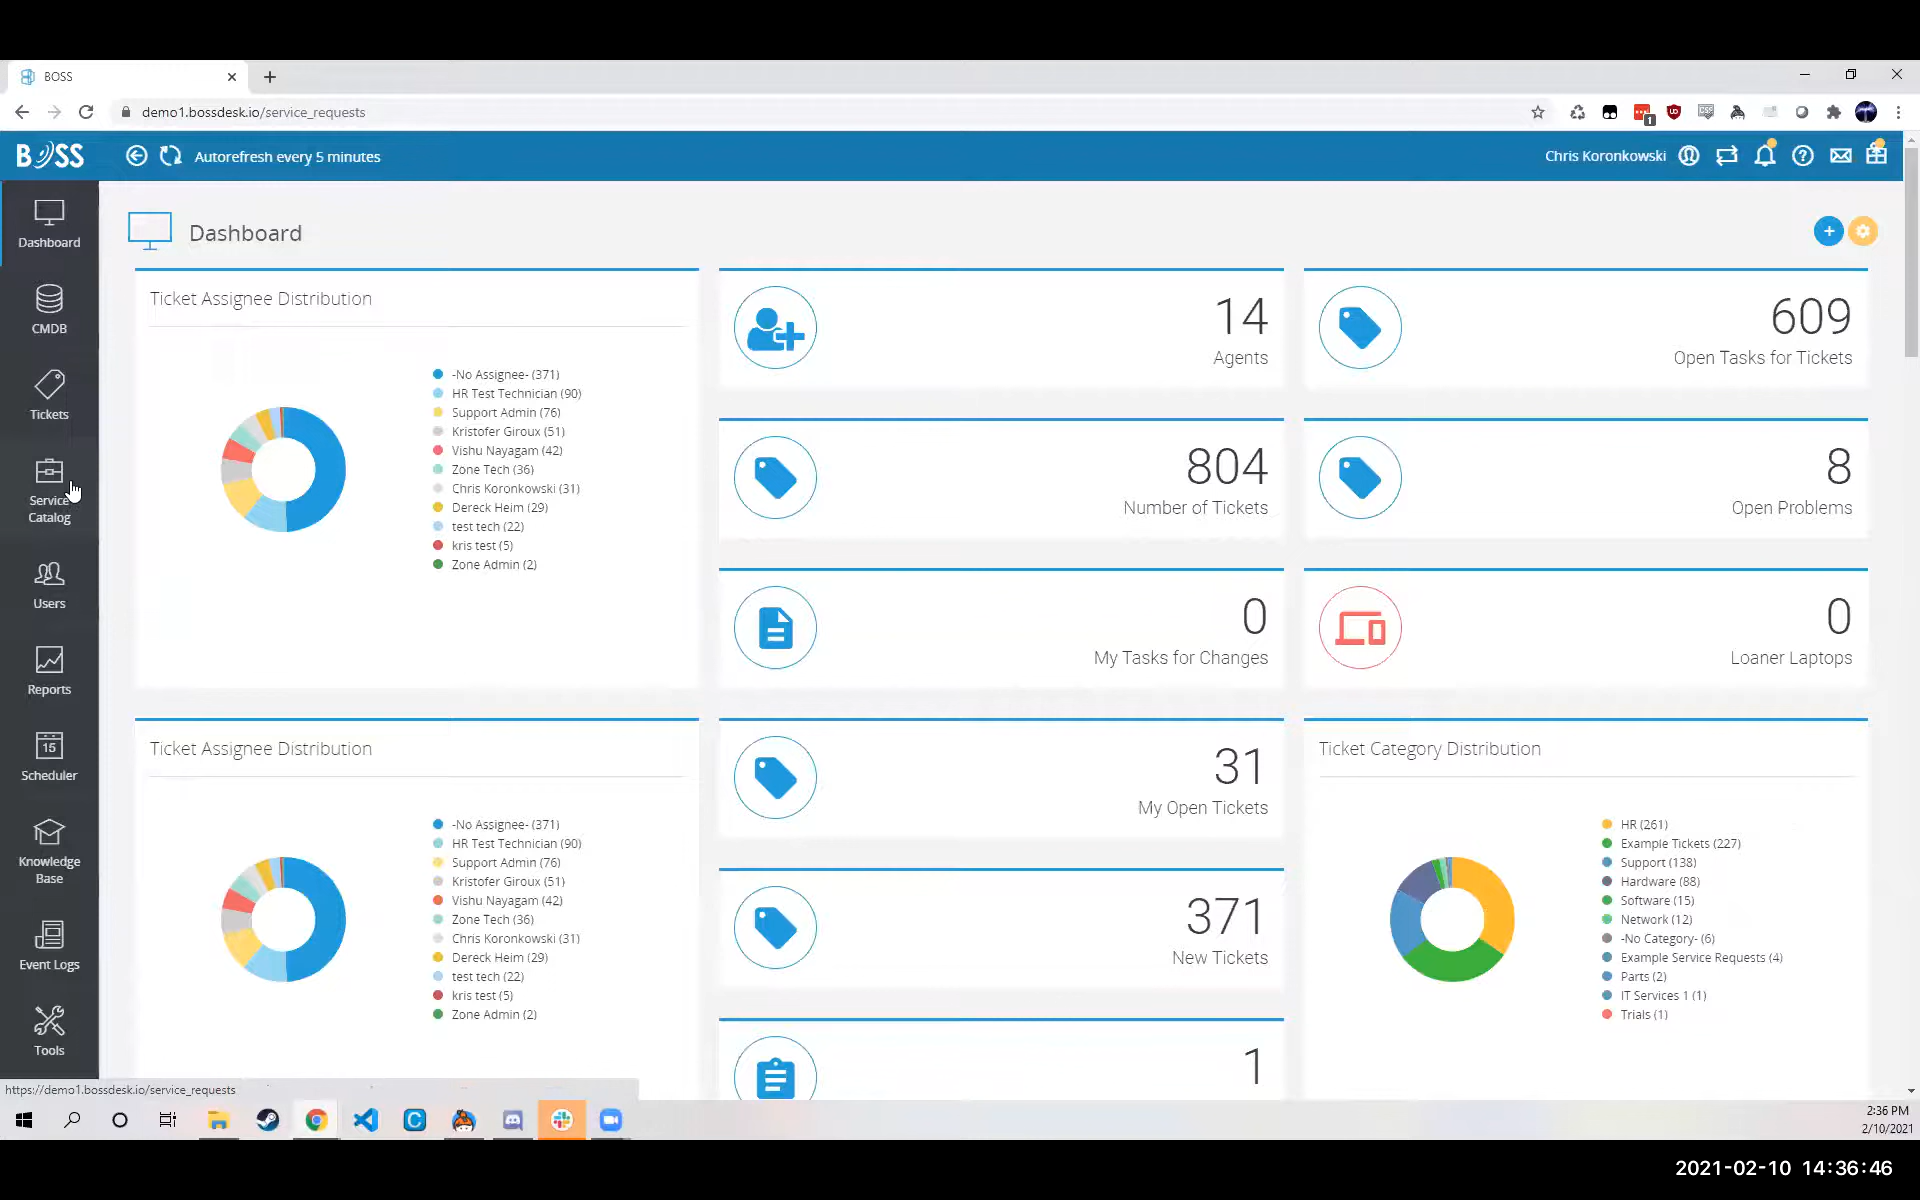 BOSS
demo1.bossdesk.io/service_requests
1
BOSS
Autorefresh every 5 minutes
Chris Koronkowski
Dashboard
CMDB
Tickets
Service
Catalog
Users
Reports
15
Scheduler
Knowledge
Base
Event Logs
Tools
Dashboard
Ticket Assignee Distribution
-No Assignee- (371)
HR Test Technician (90)
Support Admin (76)
Kristofer Giroux (51)
Vishu Nayagam (42)
Zone Tech (36)
Chris Koronkowski (31)
Dereck Heim (29)
test tech (22)
kris test (5)
Zone Admin (2)
14
Agents
609
Open Tasks for Tickets
804
Number of Tickets
8
Open Problems
0
My Tasks for Changes
0
Loaner Laptops
Ticket Assignee Distribution
-No Assignee- (371)
HR Test Technician (90)
Support Admin (76)
Kristofer Giroux (51)
Vishu Nayagam (42)
Zone Tech (36)
Chris Koronkowski (31)
Dereck Heim (29)
test tech (22)
kris test (5)
Zone Admin (2)
31
My Open Tickets
371
New Tickets
1
Ticket Category Distribution
HR (261)
Example Tickets (227)
Support (138)
Hardware (88)
Software (15)
Network (12)
-No Category- (6)
Example Service Requests (4)
Parts (2)
IT Services 1 (1)
Trials (1)
https://demo1.bossdesk.io/service_requests
2:36 PM
2/10/2021
2021-02-10 14:36:46